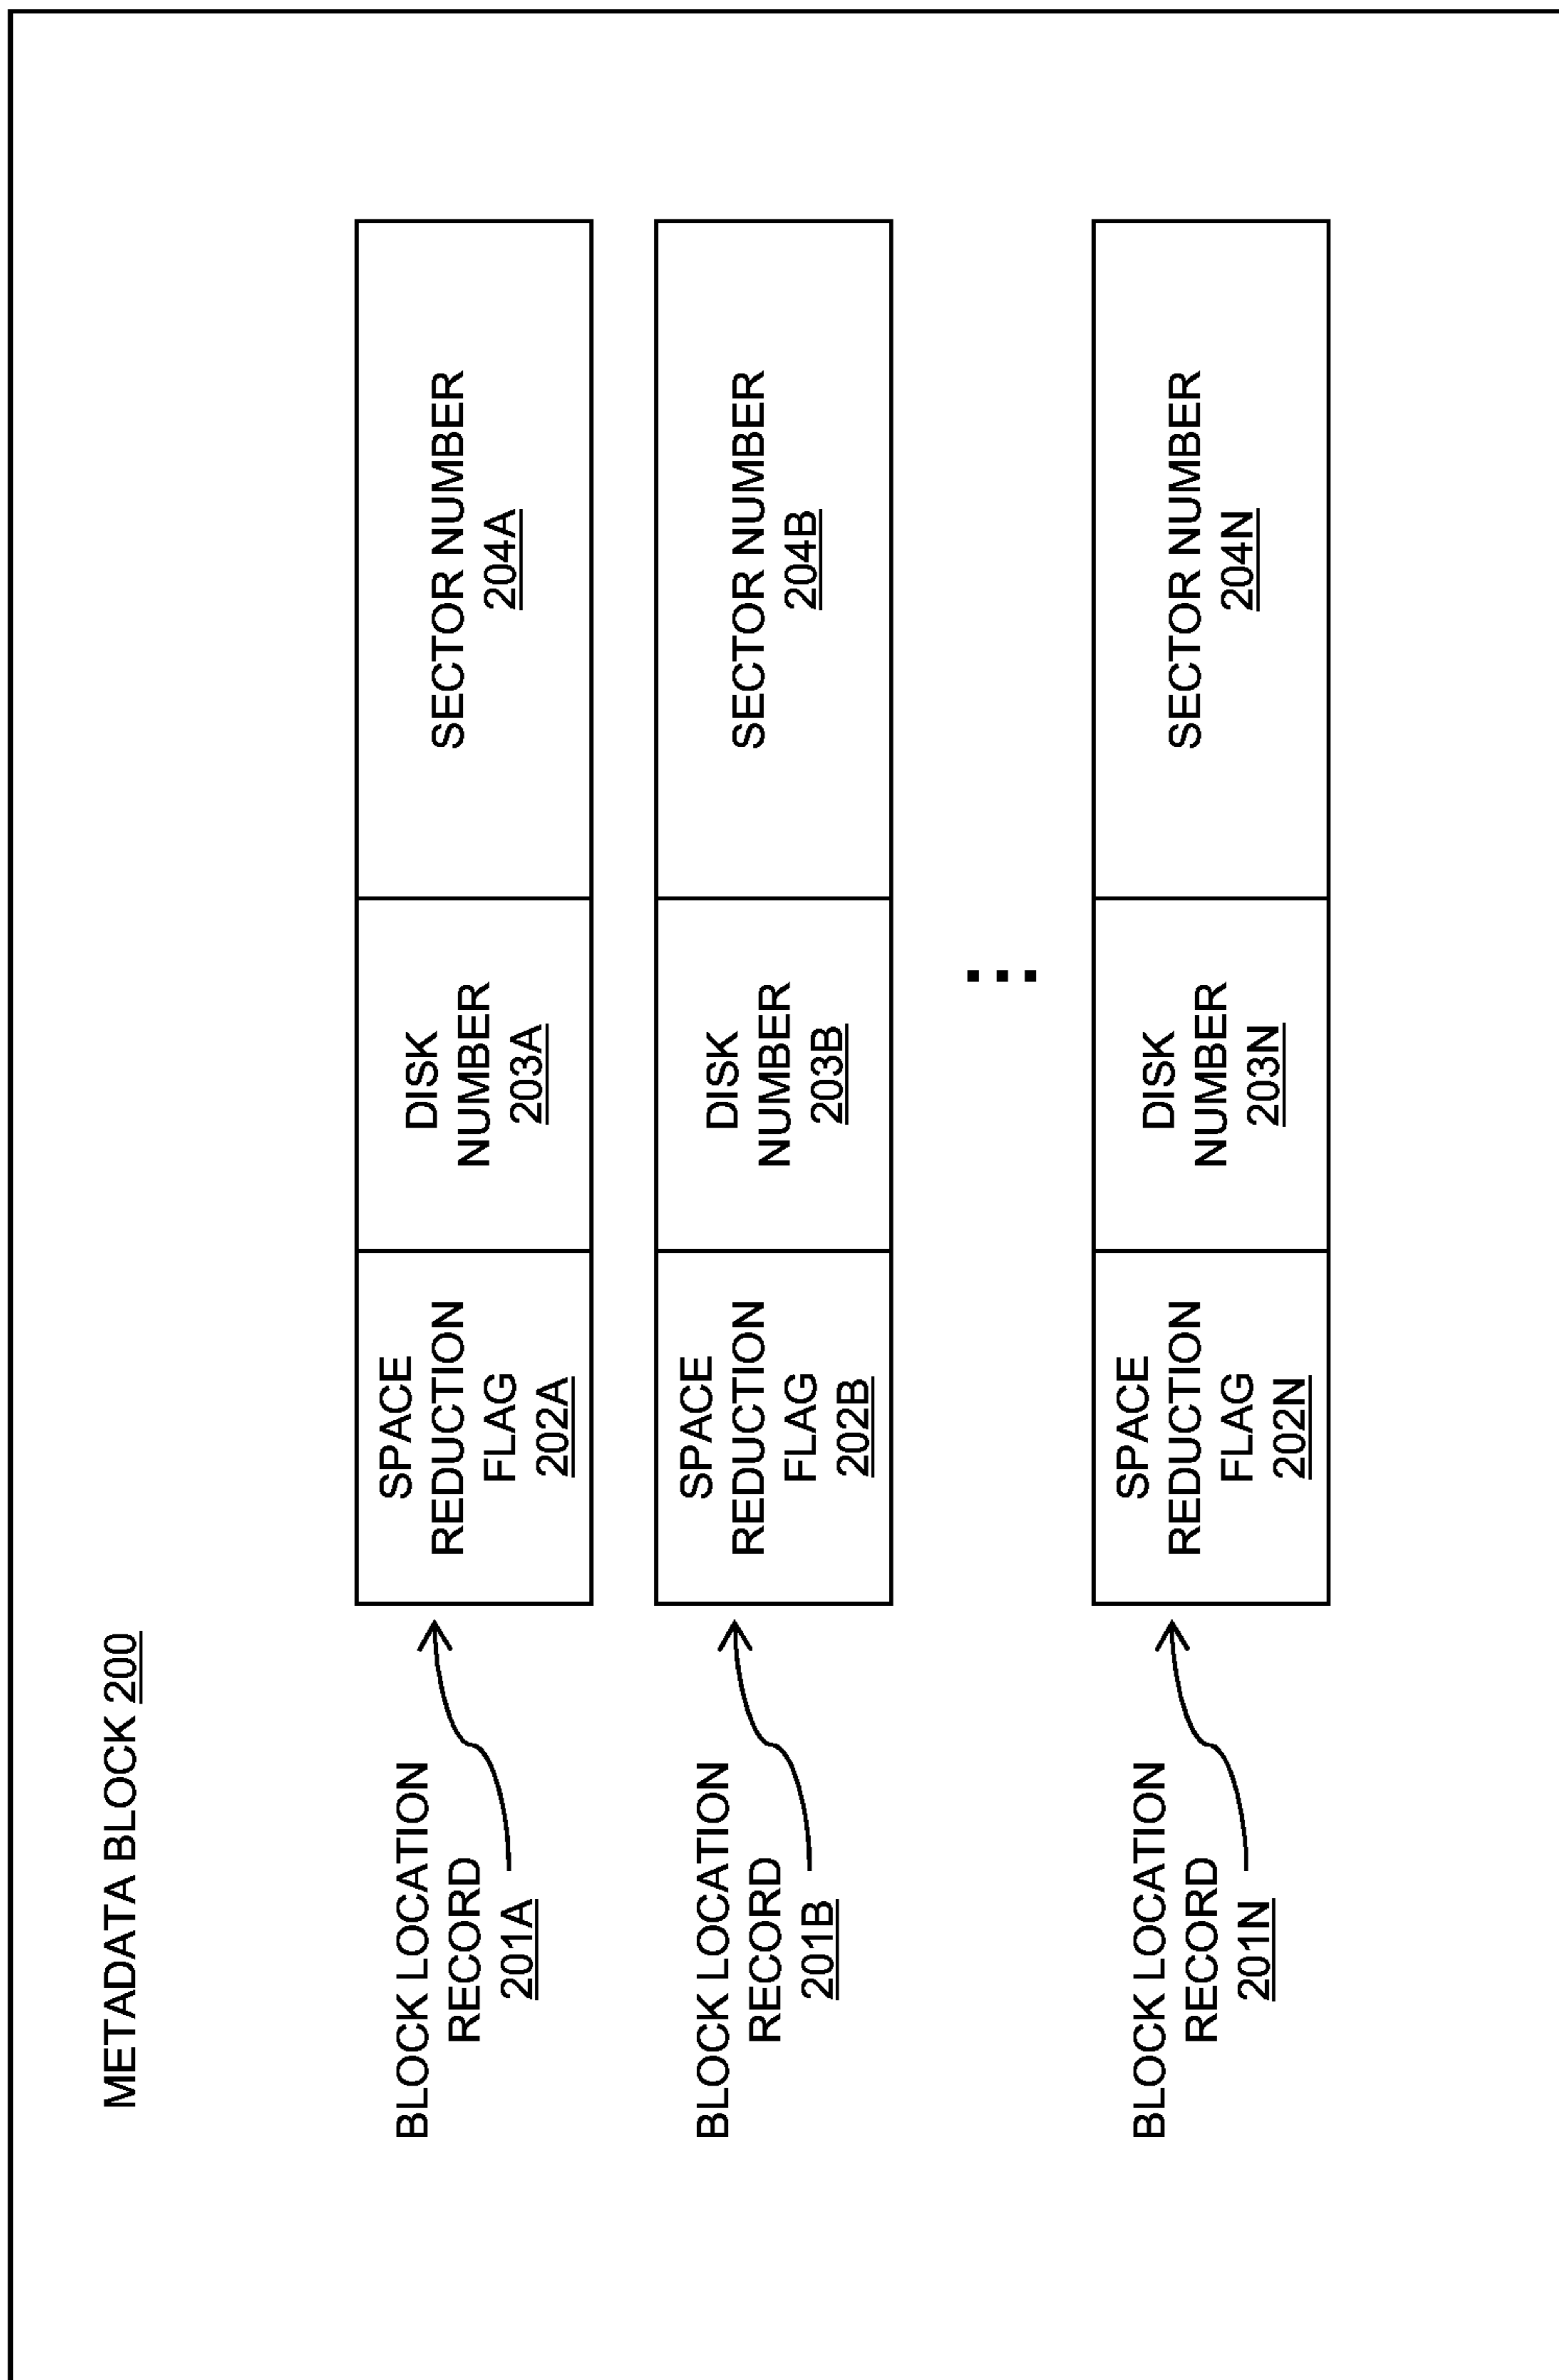 METADATA BLOCK 200
BLOCK LOCATION
RECORD
201A
SPACE
REDUCTION
FLAG
202A
DISK
NUMBER
203A
SECTOR NUMBER
204A
BLOCK LOCATION
RECORD
201B
SPACE
REDUCTION
FLAG
202B
DISK
NUMBER
203B
SECTOR NUMBER
204B
BLOCK LOCATION
RECORD
201N
SPACE
REDUCTION
FLAG
202N
DISK
NUMBER
203N
SECTOR NUMBER
204N